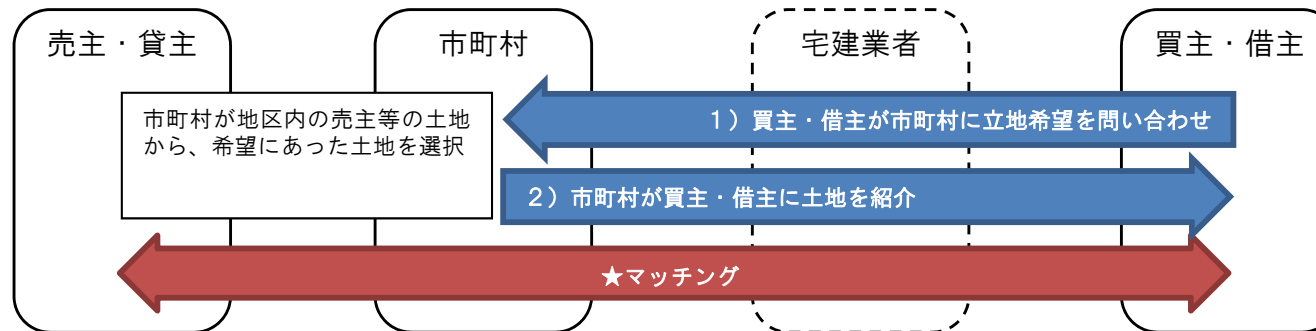 売主・貸主
市町村
宅建業者
買主・借主
市町村が地区内の売主等の土地
から、希望にあった土地を選択
１）買主・借主が市町村に立地希望を問い合わせ
２）市町村が買主・借主に土地を紹介
★マッチング